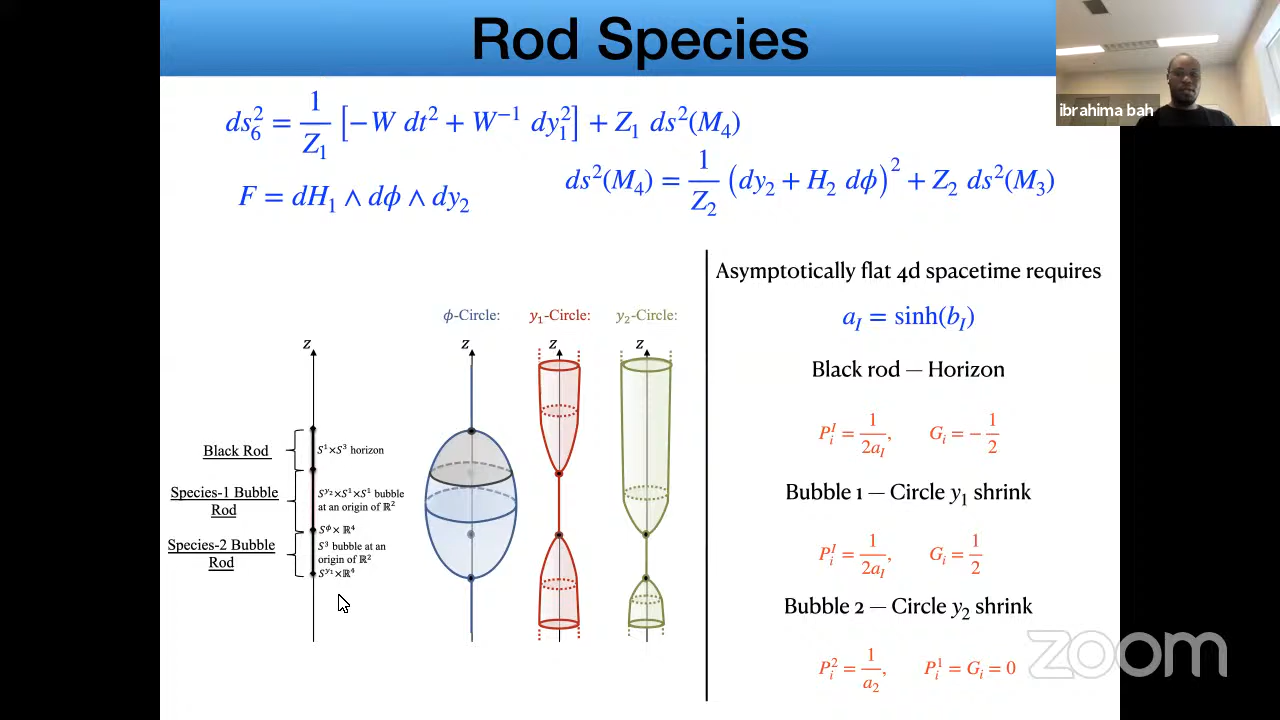 Rod Species
ibrahima bah
ds₆² = 1/Z₁ [−W dt² + W⁻¹ dy₁²] + Z₁ ds²(M₄)
ds²(M₄) = 1/Z₂ (dy₂ + H₂ dϕ)² + Z₂ ds²(M₃)
F = dH₁ ∧ dϕ ∧ dy₂
Asymptotically flat 4d spacetime requires
a_I = sinh(b_I)
Black rod — Horizon
P_i^I = 1/(2a_I), G_i = −1/2
Bubble 1 — Circle y₁ shrink
P_i^I = 1/(2a_I), G_i = 1/2
Bubble 2 — Circle y₂ shrink
P_i² = 1/a₂, P_i¹ = G_i = 0
ϕ-Circle: y₁-Circle: y₂-Circle:
z z z z
Black Rod
S¹×S³ horizon
Species-1 Bubble
Rod
S^{y₂}×S¹×S¹ bubble
at an origin of ℝ²
S^ϕ× ℝ⁴
Species-2 Bubble
Rod
S³ bubble at an
origin of ℝ²
S^{y₁}×ℝ⁴
zoom